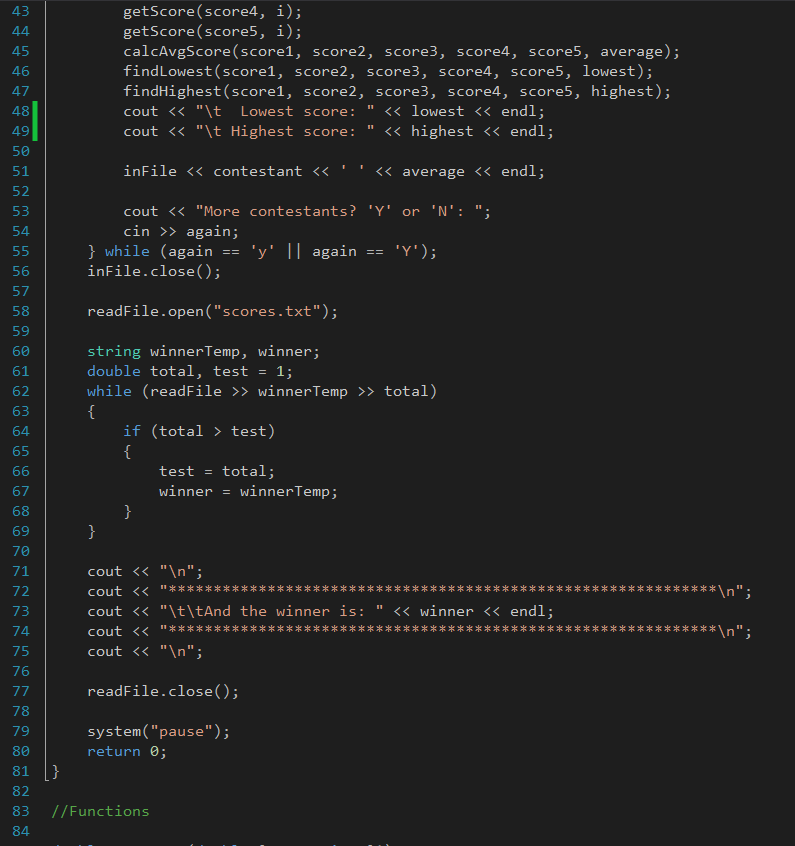 43 getScore(score4, i);
44 getScore(score5, i);
45 calcAvgScore(score1, score2, score3, score4, score5, average);
46 findLowest(score1, score2, score3, score4, score5, lowest);
47 findHighest(score1, score2, score3, score4, score5, highest);
48 cout << "\t  Lowest score: " << lowest << endl;
49 cout << "\t Highest score: " << highest << endl;
50
51 inFile << contestant << ' ' << average << endl;
52
53 cout << "More contestants? 'Y' or 'N': ";
54 cin >> again;
55 } while (again == 'y' || again == 'Y');
56 inFile.close();
57
58 readFile.open("scores.txt");
59
60 string winnerTemp, winner;
61 double total, test = 1;
62 while (readFile >> winnerTemp >> total)
63 {
64 if (total > test)
65 {
66 test = total;
67 winner = winnerTemp;
68 }
69 }
70
71 cout << "\n";
72 cout << "*************************************************************\n";
73 cout << "\t\tAnd the winner is: " << winner << endl;
74 cout << "*************************************************************\n";
75 cout << "\n";
76
77 readFile.close();
78
79 system("pause");
80 return 0;
81 }
82
83 //Functions
84